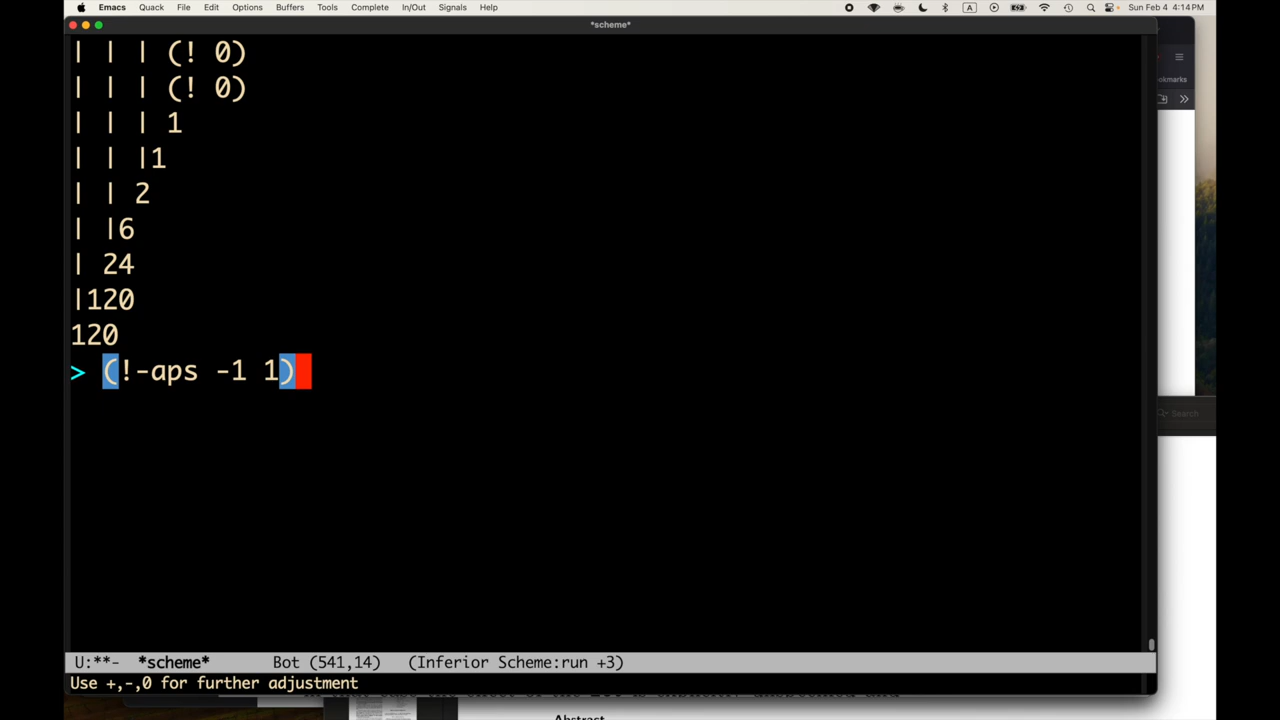 Emacs Quack File Edit Options Buffers Tools Complete In/Out Signals Help
Sun Feb 4 4:14 PM
*scheme*
| | | (! 0)
| | | (! 0)
| | | 1
| | |1
| | 2
| |6
| 24
|120
120
> (!-aps -1 1)
okmarks
Search
U:**- *scheme* Bot (541,14) (Inferior Scheme:run +3)
Use +,-,0 for further adjustment
Abstract